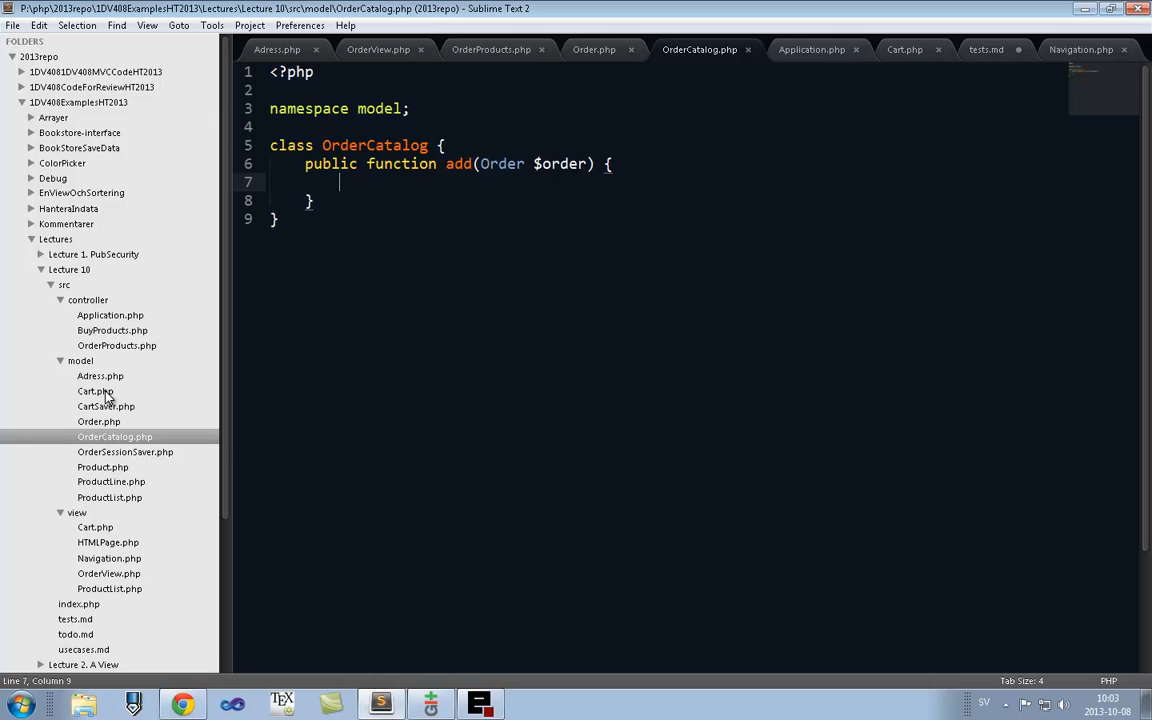 P:\php\2013repo\1DV408ExamplesHT2013\Lectures\Lecture 10\src\model\OrderCatalog.php (2013repo) - Sublime Text 2
File Edit Selection Find View Goto Tools Project Preferences Help
FOLDERS
2013repo
1DV4081DV408MVCCodeHT2013
1DV408CodeForReviewHT2013
1DV408ExamplesHT2013
Arrayer
Bookstore-interface
BookStoreSaveData
ColorPicker
Debug
EnViewOchSortering
HanteraIndata
Kommentarer
Lectures
Lecture 1. PubSecurity
Lecture 10
src
controller
Application.php
BuyProducts.php
OrderProducts.php
model
Adress.php
Cart.php
CartSaver.php
Order.php
OrderCatalog.php
OrderSessionSaver.php
Product.php
ProductLine.php
ProductList.php
view
Cart.php
HTMLPage.php
Navigation.php
OrderView.php
ProductList.php
index.php
tests.md
todo.md
usecases.md
Lecture 2. A View
Adress.php OrderView.php OrderProducts.php Order.php OrderCatalog.php Application.php Cart.php tests.md Navigation.php
1 <?php
2
3 namespace model;
4
5 class OrderCatalog {
6 public function add(Order $order) {
7
8 }
9 }
Line 7, Column 9 Tab Size: 4 PHP
SV 10:03
2013-10-08